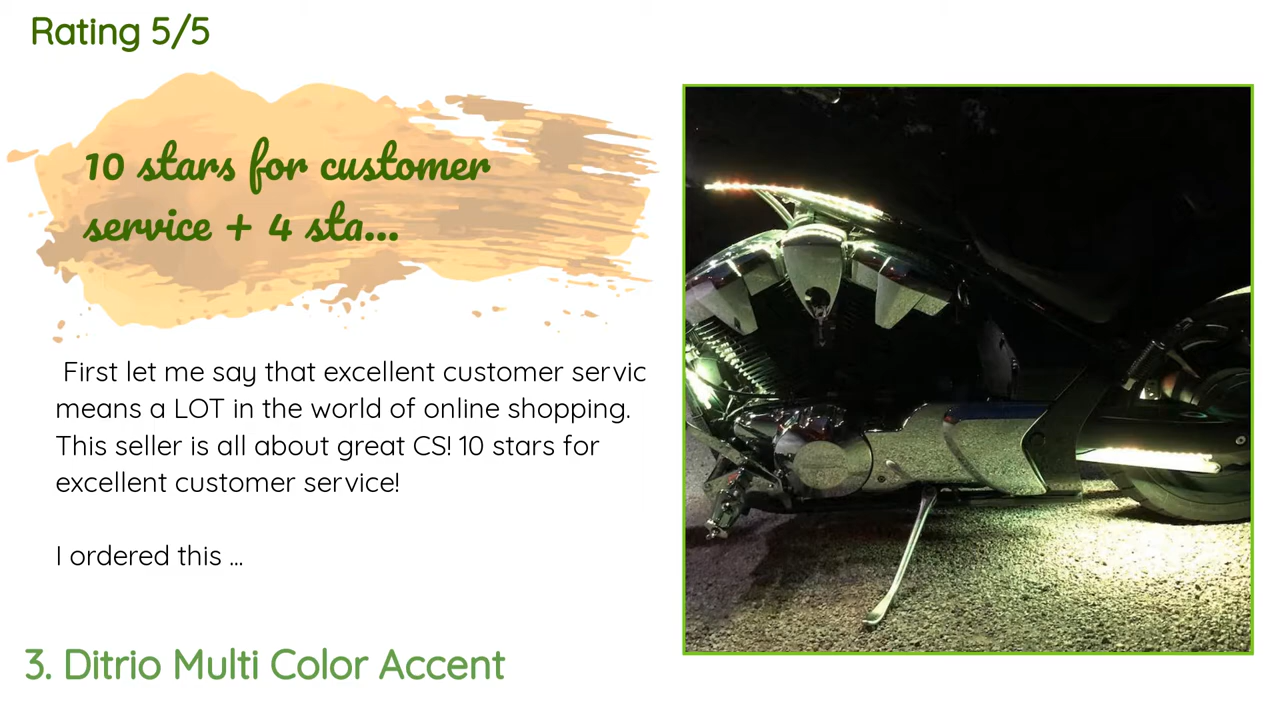 Rating 5/5
10 stars for customer
service + 4 sta...
First let me say that excellent customer servic
means a LOT in the world of online shopping.
This seller is all about great CS! 10 stars for
excellent customer service!
I ordered this ...
3. Ditrio Multi Color Accent